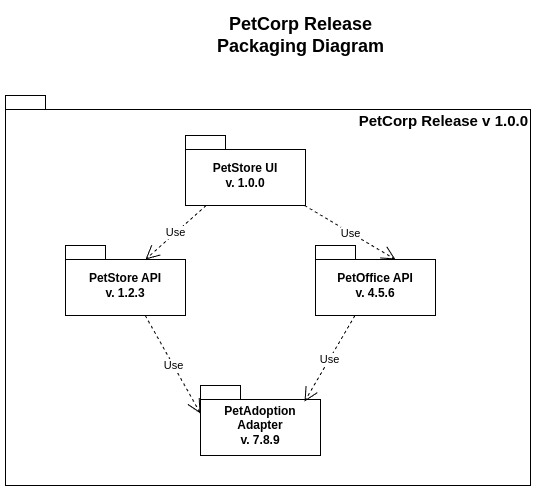 PetCorp Release
Packaging Diagram
PetCorp Release v 1.0.0
PetStore UI
v. 1.0.0
Use
Use
PetStore API
v. 1.2.3
PetOffice API
v. 4.5.6
Use
Use
PetAdoption
Adapter
v. 7.8.9